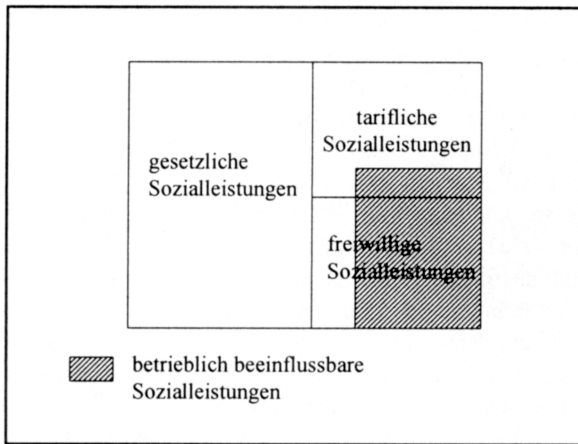 gesetzliche
Sozialleistungen
tarifliche
Sozialleistungen
freiwillige
Sozialleistungen
betrieblich beeinflussbare
Sozialleistungen